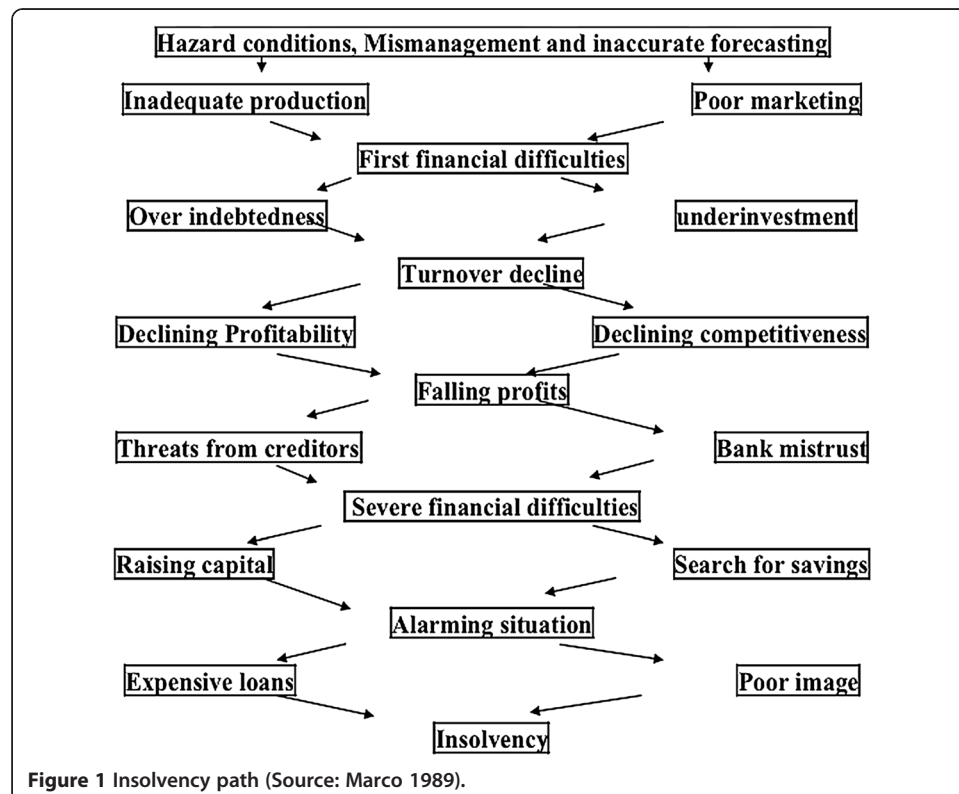 Hazard conditions, Mismanagement and inaccurate forecasting
Inadequate production
Poor marketing
First financial difficulties
Over indebtedness
underinvestment
Turnover decline
Declining Profitability
Declining competitiveness
Falling profits
Threats from creditors
Bank mistrust
Severe financial difficulties
Raising capital
Search for savings
Alarming situation
Expensive loans
Poor image
Insolvency
Figure 1 Insolvency path (Source: Marco 1989).